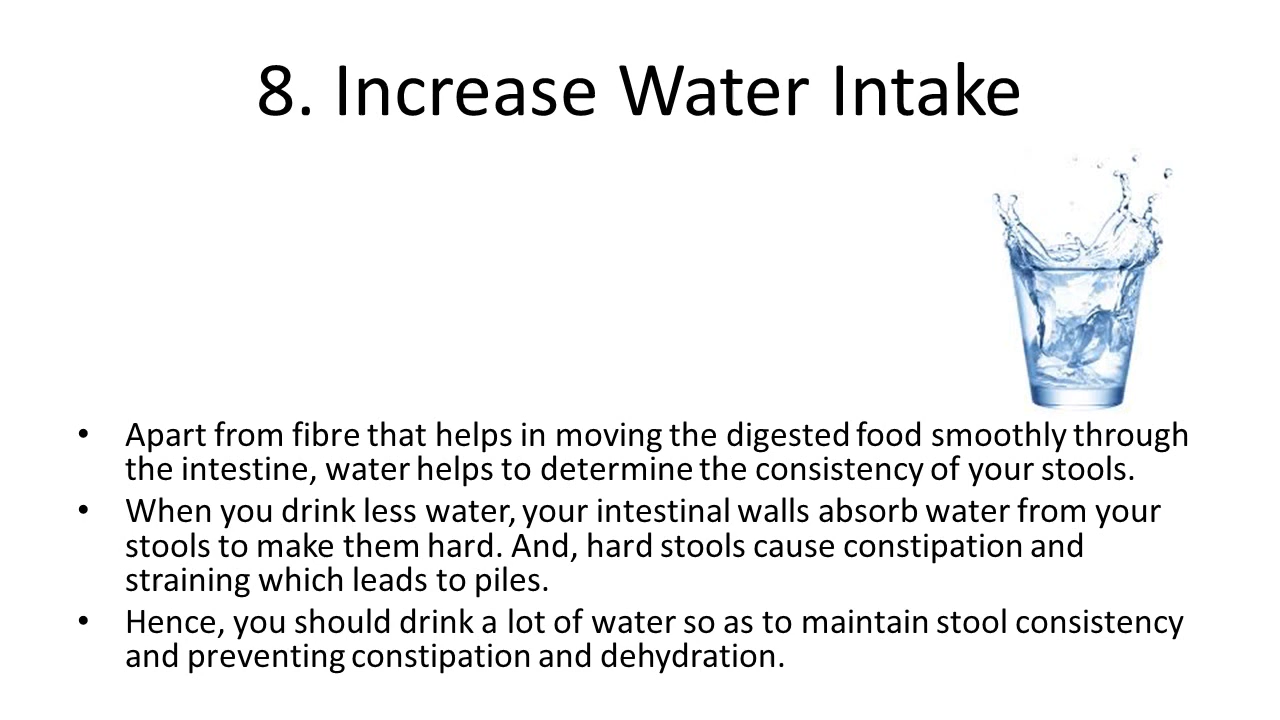 8. Increase Water Intake
• Apart from fibre that helps in moving the digested food smoothly through
the intestine, water helps to determine the consistency of your stools.
• When you drink less water, your intestinal walls absorb water from your
stools to make them hard. And, hard stools cause constipation and
straining which leads to piles.
• Hence, you should drink a lot of water so as to maintain stool consistency
and preventing constipation and dehydration.